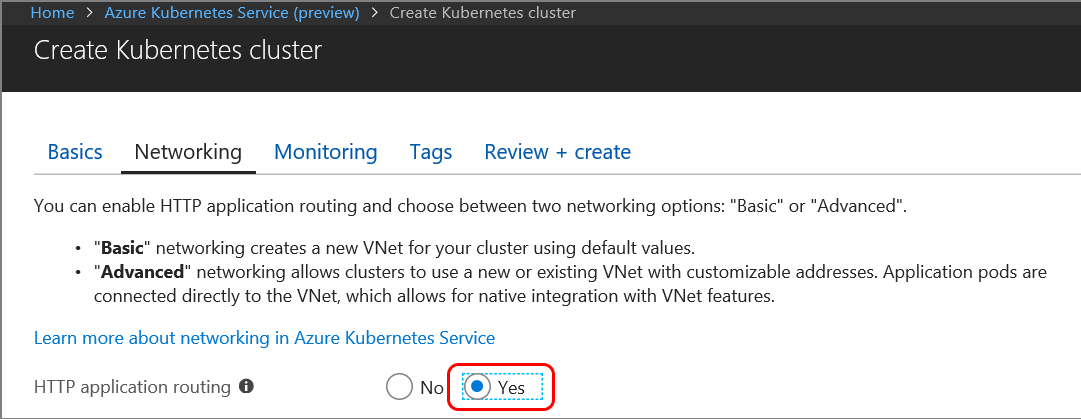 Home > Azure Kubernetes Service (preview) > Create Kubernetes cluster
Create Kubernetes cluster
Basics Networking Monitoring Tags Review + create
You can enable HTTP application routing and choose between two networking options: "Basic" or "Advanced".
• "Basic" networking creates a new VNet for your cluster using default values.
• "Advanced" networking allows clusters to use a new or existing VNet with customizable addresses. Application pods are
connected directly to the VNet, which allows for native integration with VNet features.
Learn more about networking in Azure Kubernetes Service
HTTP application routing No Yes